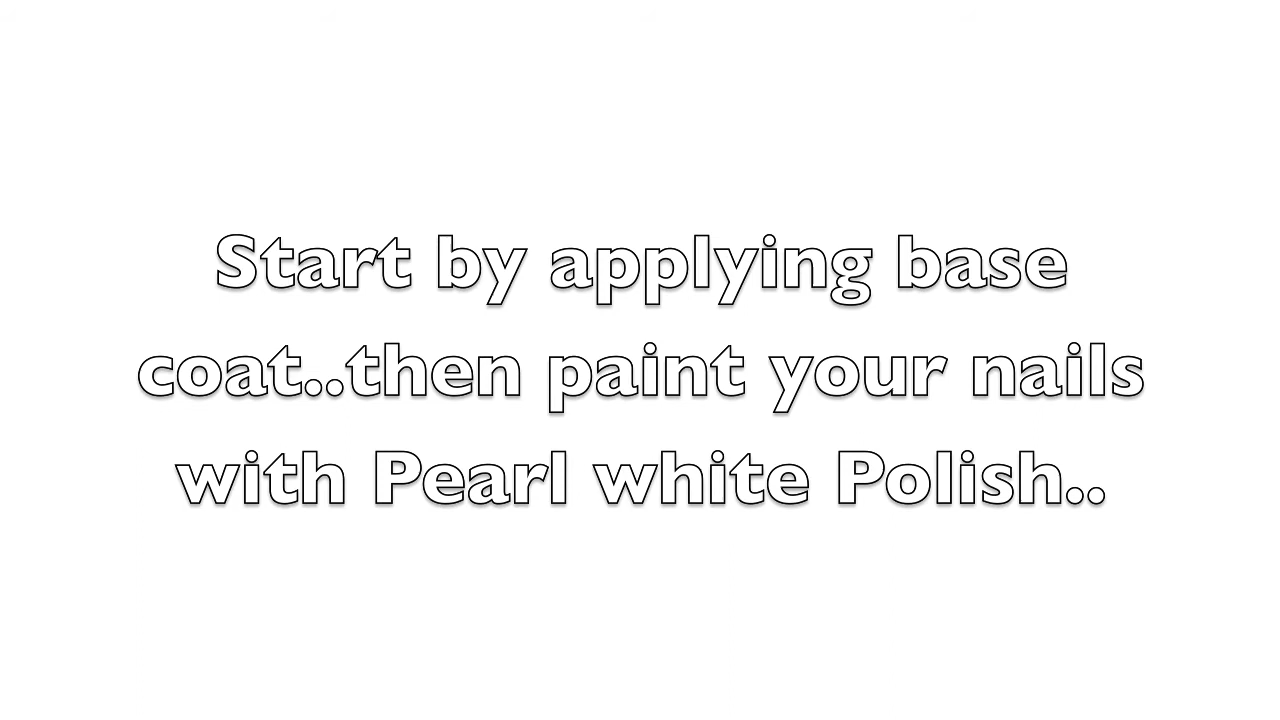 Start by applying base
coat..then paint your nails
with Pearl white Polish..